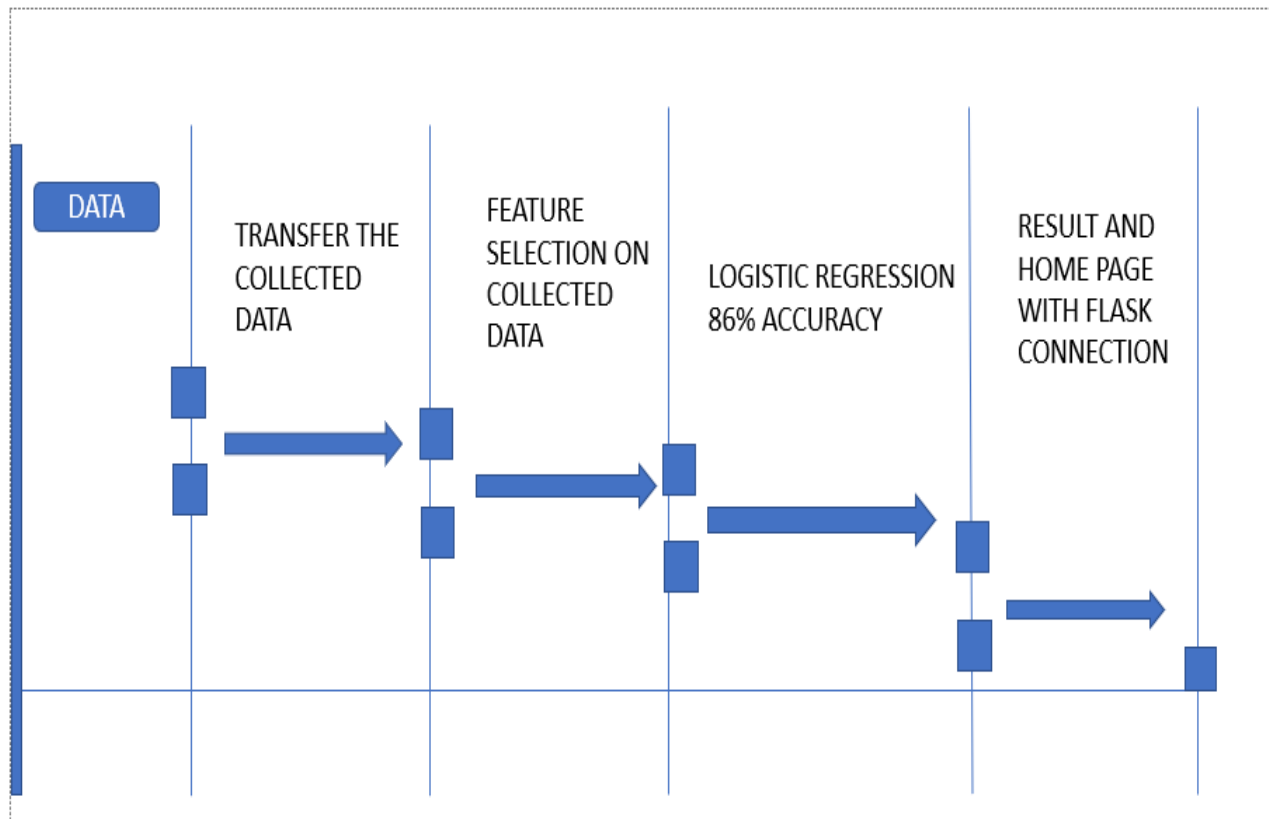 DATA
TRANSFER THE
COLLECTED
DATA
FEATURE
SELECTION ON
COLLECTED
DATA
LOGISTIC REGRESSION
86% ACCURACY
RESULT AND
HOME PAGE
WITH FLASK
CONNECTION